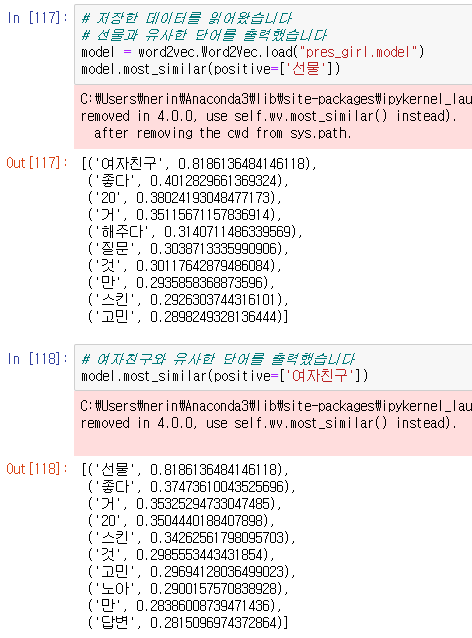 In [117]:
# 저장한 데이터를 읽어왔습니다
# 선물과 유사한 단어를 출력했습니다
model = word2vec.Word2Vec.load("pres_girl.model")
model.most_similar(positive=['선물'])
C:\Users\nerin\Anaconda3\lib\site-packages\ipykernel_lau
removed in 4.0.0, use self.wv.most_similar() instead).
  after removing the cwd from sys.path.
Out[117]:
[('여자친구', 0.8186136484146118),
 ('좋다', 0.4012829661369324),
 ('20', 0.38024193048477173),
 ('거', 0.35115671157836914),
 ('해주다', 0.3140711486339569),
 ('질문', 0.3038713335990906),
 ('것', 0.30117642879486084),
 ('만', 0.2935858368873596),
 ('스킨', 0.2926303744316101),
 ('고민', 0.2898249328136444)]
In [118]:
# 여자친구와 유사한 단어를 출력했습니다
model.most_similar(positive=['여자친구'])
C:\Users\nerin\Anaconda3\lib\site-packages\ipykernel_lau
removed in 4.0.0, use self.wv.most_similar() instead).
Out[118]:
[('선물', 0.8186136484146118),
 ('좋다', 0.37473610043525696),
 ('거', 0.35325294733047485),
 ('20', 0.3504440188407898),
 ('스킨', 0.34262561798095703),
 ('것', 0.2985553443431854),
 ('고민', 0.29694128036499023),
 ('노아', 0.2900157570838928),
 ('만', 0.28386008739471436),
 ('답변', 0.2815096974372864)]